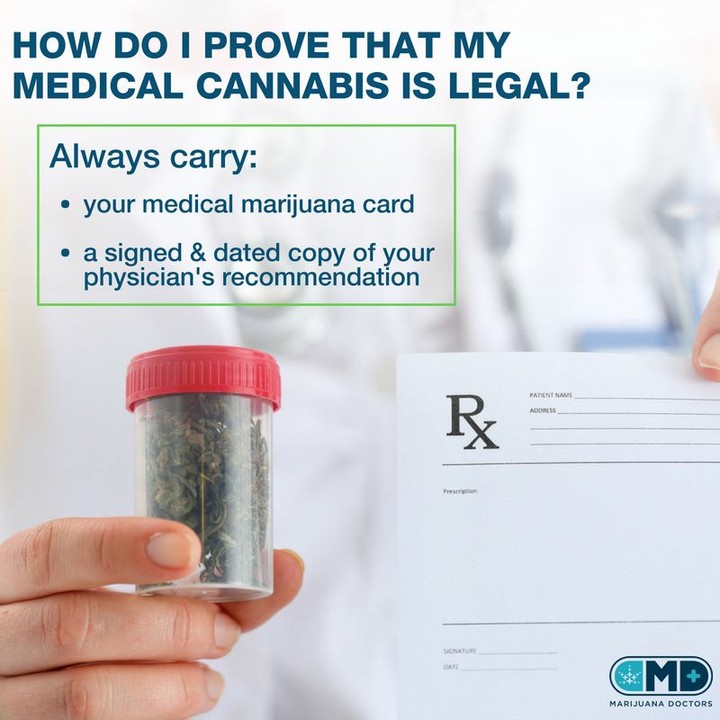 HOW DO I PROVE THAT MY
MEDICAL CANNABIS IS LEGAL?
Always carry:
• your medical marijuana card
• a signed & dated copy of your
physician's recommendation
Rx
PATIENT NAME
ADDRESS
Prescription:
SIGNATURE
DATE
MD
MARIJUANA DOCTORS